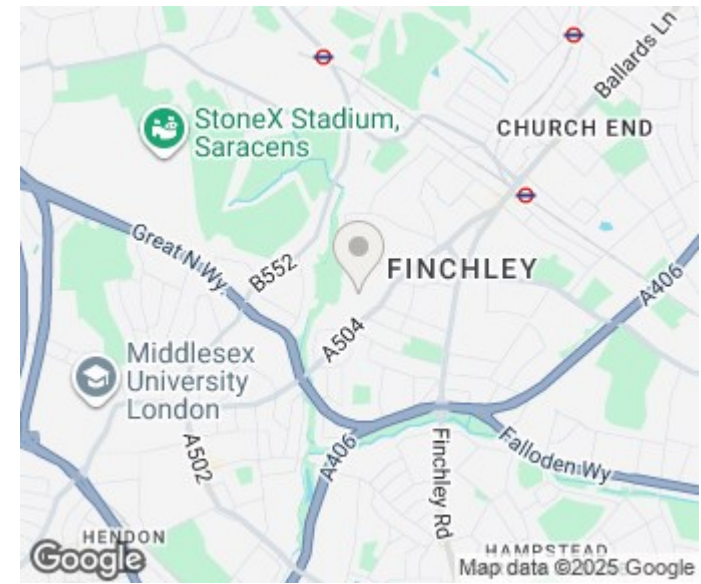 Ballards Ln
StoneX Stadium,
Saracens
CHURCH END
Great N Wy.
B552
FINCHLEY
A406
A504
Middlesex
University
London
A502
A406
Finchley Rd
Falloden Wy
HENDON
HAMPSTEAD
Google
Map data ©2025 Google